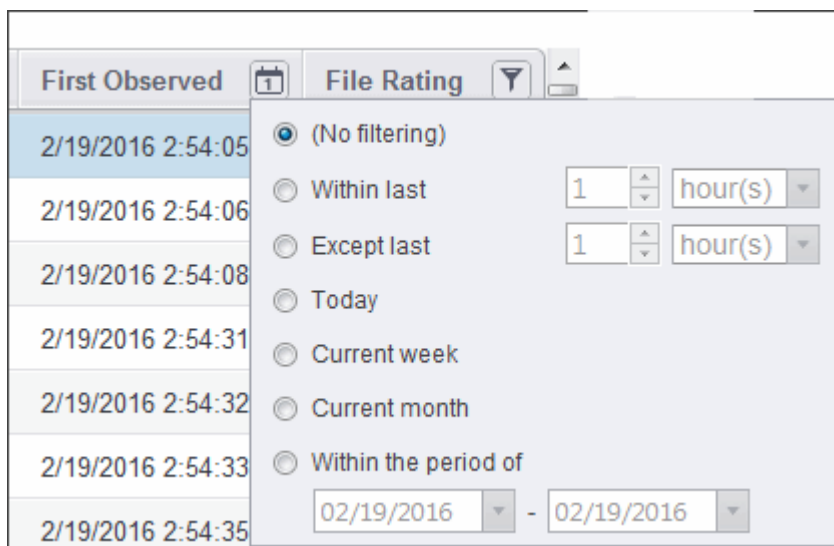 First Observed 1 File Rating
2/19/2016 2:54:05 (No filtering)
2/19/2016 2:54:06 Within last 1 hour(s)
2/19/2016 2:54:08 Except last 1 hour(s)
Today
2/19/2016 2:54:31 Current week
2/19/2016 2:54:32 Current month
2/19/2016 2:54:33 Within the period of
2/19/2016 2:54:35 02/19/2016 - 02/19/2016